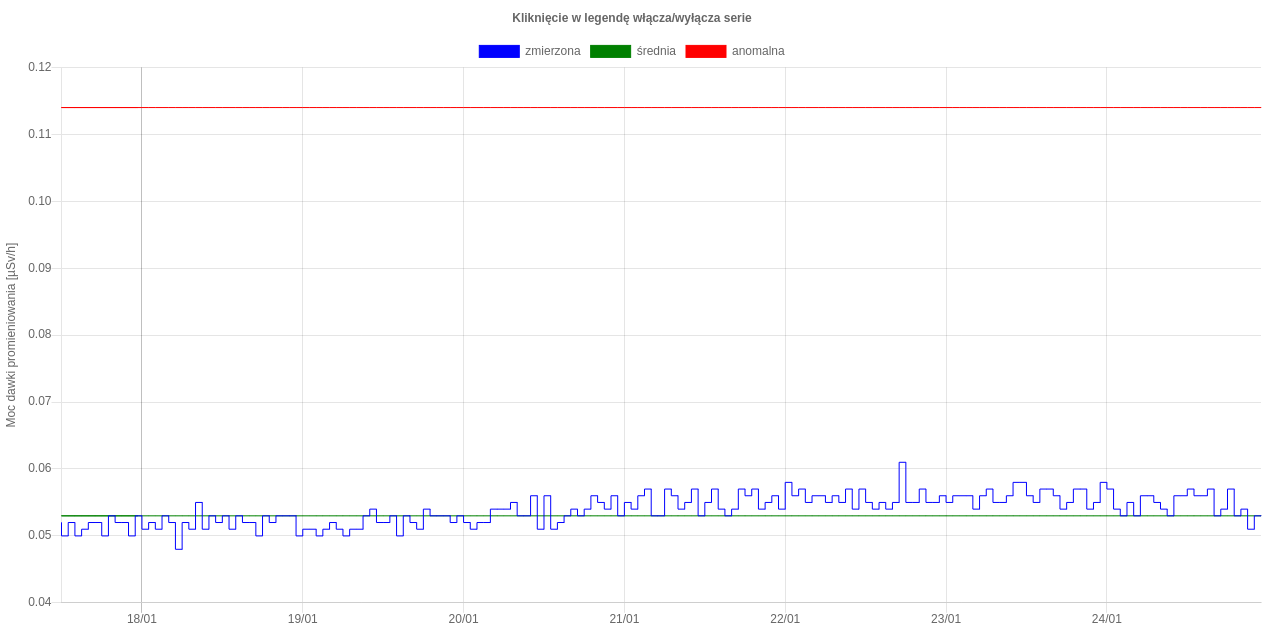 Kliknięcie w legendę włącza/wyłącza serie
zmierzona średnia anomalna
Moc dawki promieniowania [µSv/h]
0.12
0.11
0.10
0.09
0.08
0.07
0.06
0.05
0.04
18/01 19/01 20/01 21/01 22/01 23/01 24/01